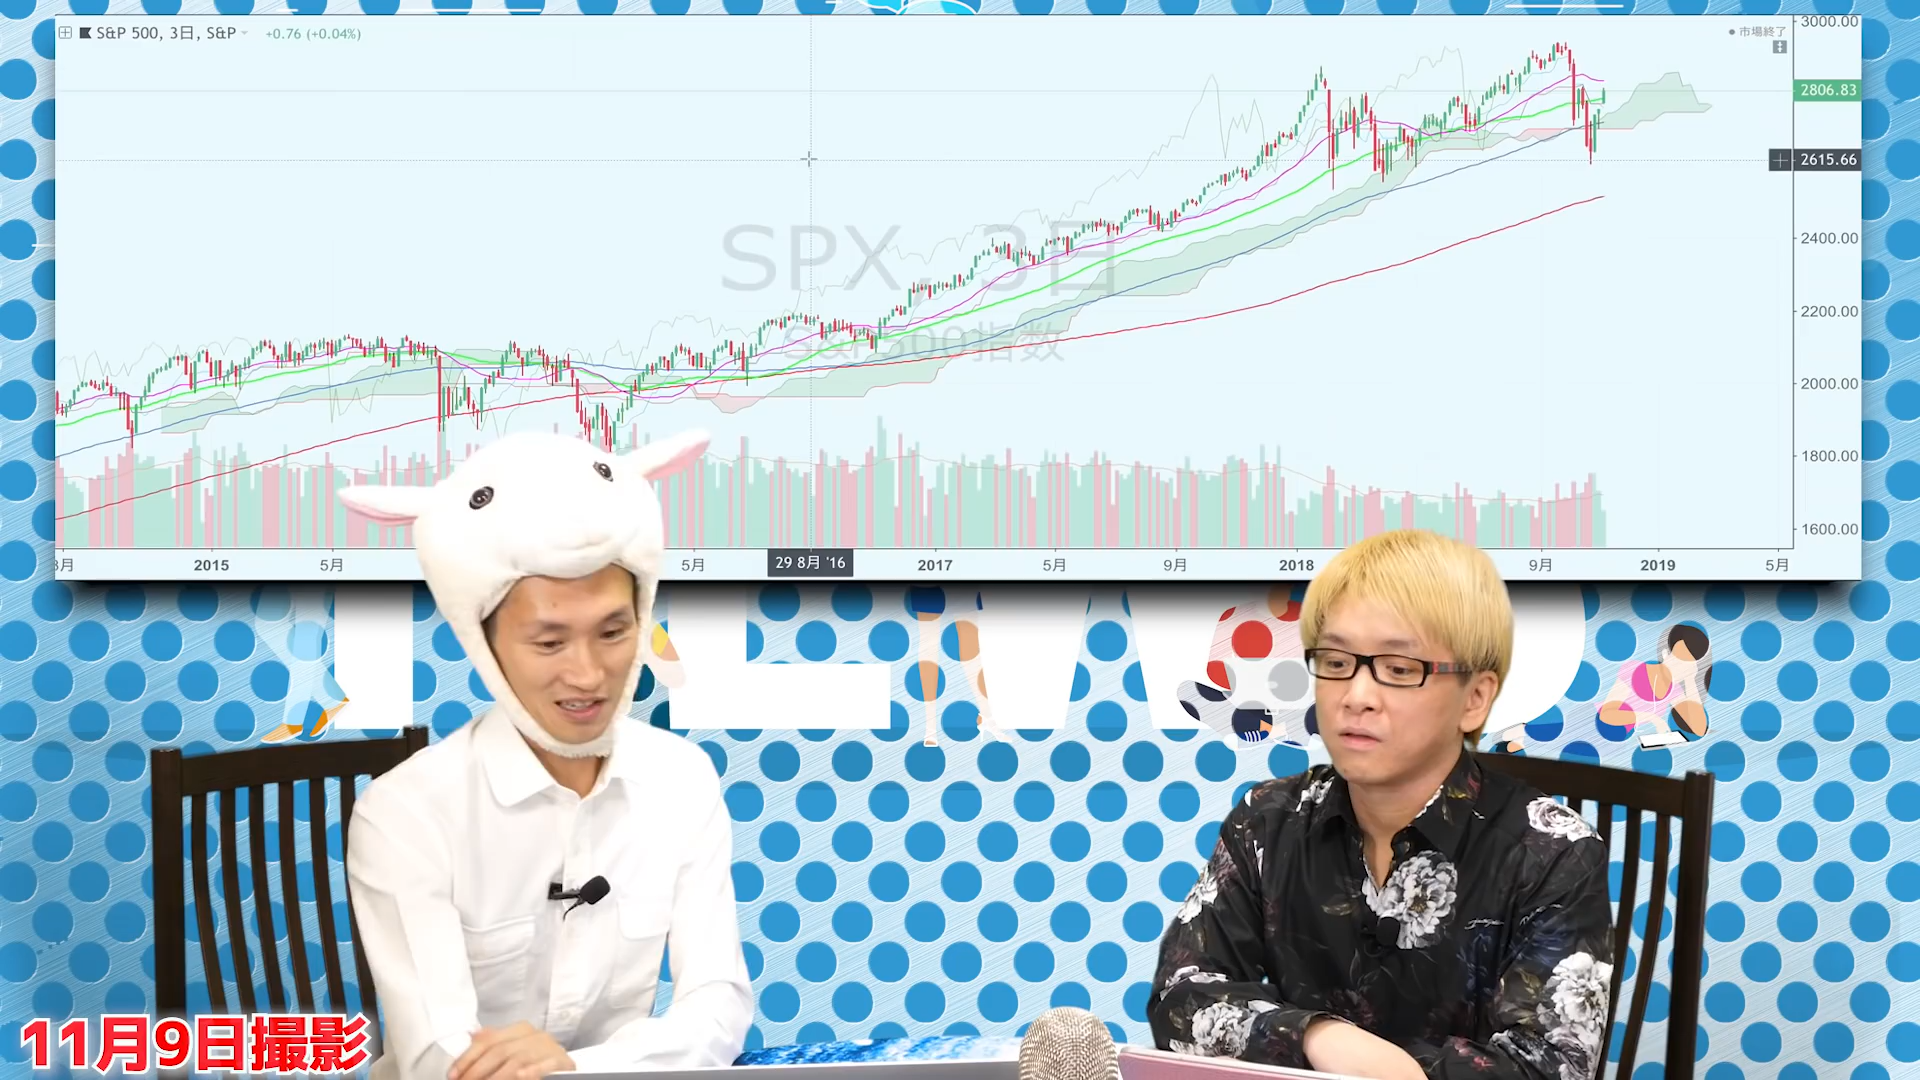 S&P 500, 3日, S&P +0.76 (+0.04%)
市場終了
3000.00
2806.83
2615.66
2400.00
2200.00
2000.00
1800.00
1600.00
SPX, 3日
S&P500指数
2015 5月 5月 29 8月 '16 2017 5月 9月 2018 9月 2019 5月
11月9日撮影